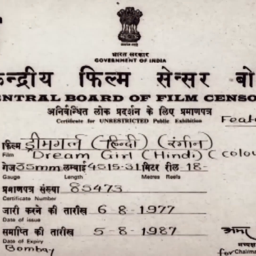 भारत सरकार
GOVERNMENT OF INDIA
केन्द्रीय फिल्म सेन्सर बो
CENTRAL BOARD OF FILM CENSO
अनिर्बन्धित लोक प्रदर्शन के लिए प्रमाणपत्र
Certificate for UNRESTRICTED Public Exhibition
Feat
फिल्म ड्रीमगर्ल (हिन्दी) (रंगीन)
Film Dream Girl (Hindi) (colou
गेज 35mm लम्बाई 4515.31 मिटर रील 18-
Gauge Length Metres Reels
प्रमाणपत्र संख्या 85473
Certificate Number
जारी करने की तारीख 6-8-1977
Date of issue
समाप्ति की तारीख 5-8-1987
Date of Expiry
Bombay
for Chairma